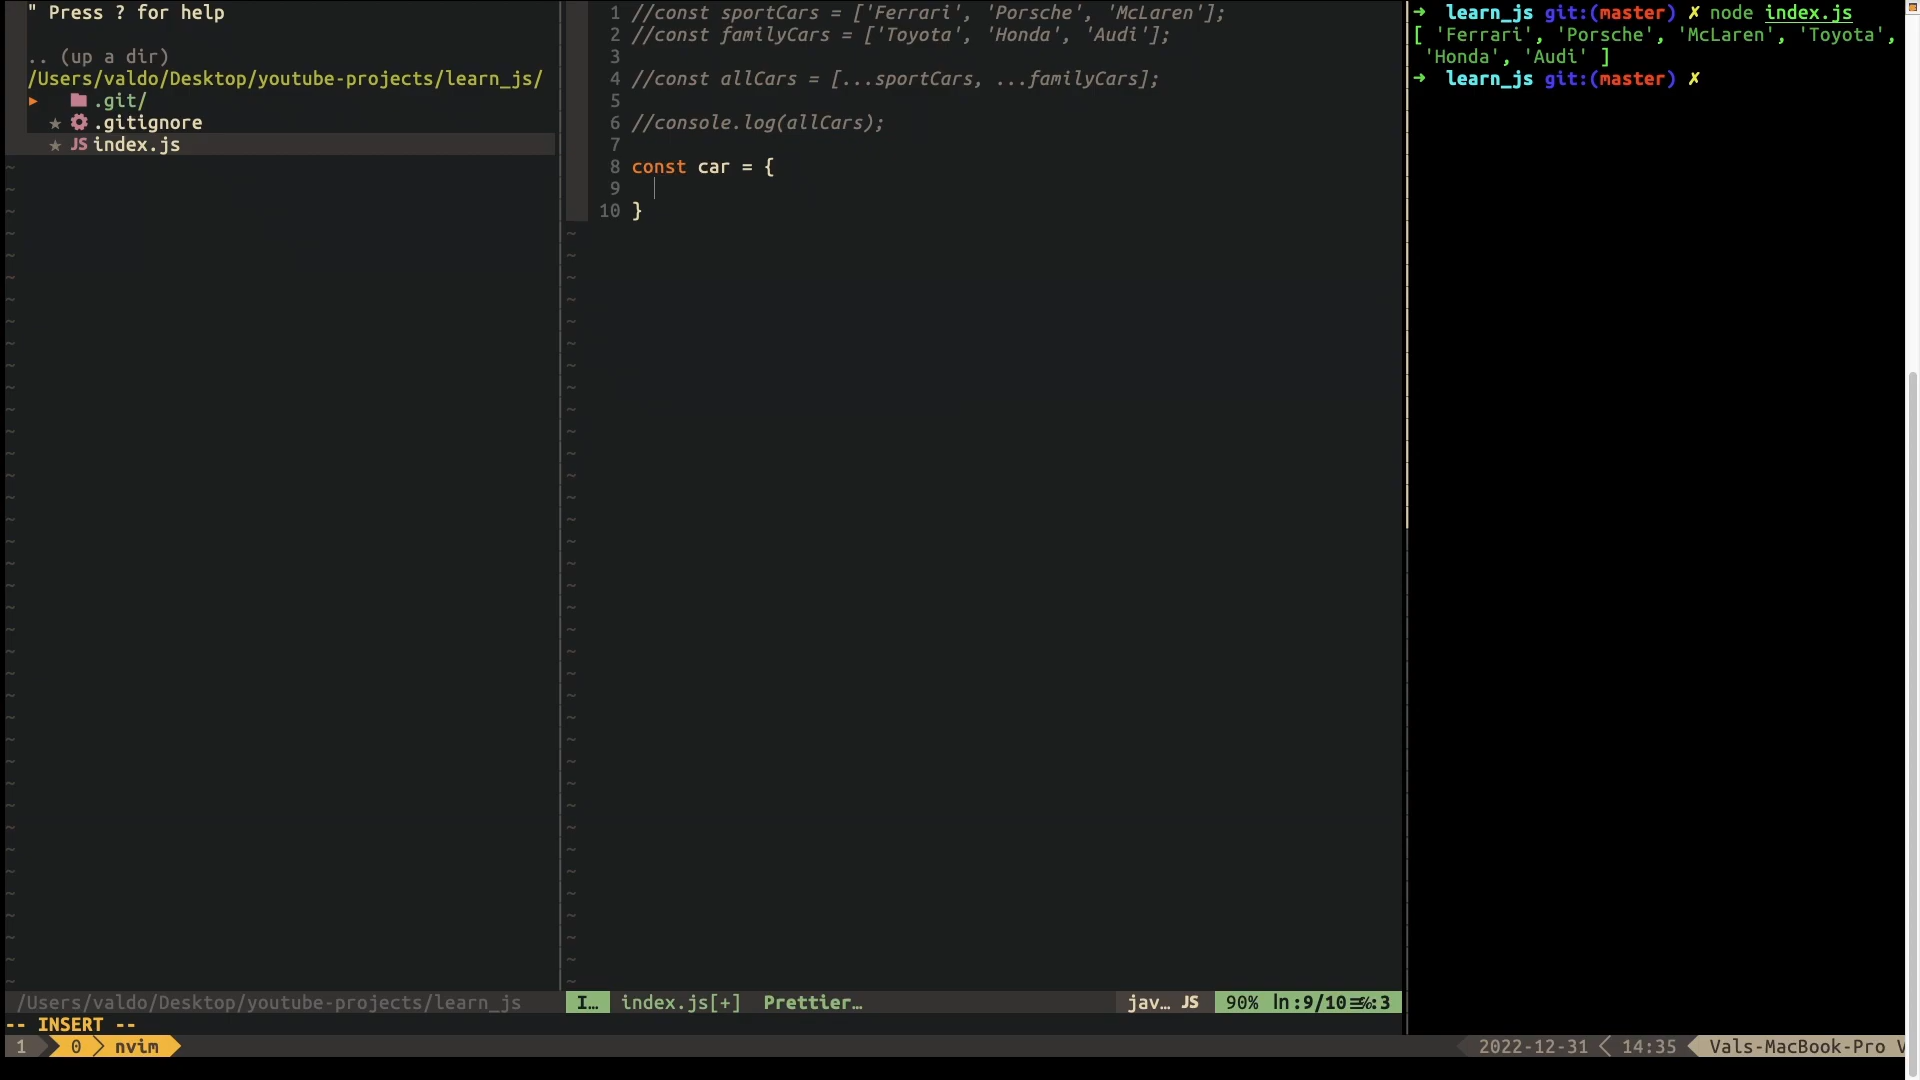 " Press ? for help
.. (up a dir)
/Users/valdo/Desktop/youtube-projects/learn_js/
▸ .git/
★ .gitignore
★ JS index.js
/Users/valdo/Desktop/youtube-projects/learn_js
1 //const sportCars = ['Ferrari', 'Porsche', 'McLaren'];
2 //const familyCars = ['Toyota', 'Honda', 'Audi'];
3
4 //const allCars = [...sportCars, ...familyCars];
5
6 //console.log(allCars);
7
8 const car = {
9
10 }
I… index.js[+] Prettier… jav… JS 90% ln:9/10≡%:3
➜ learn_js git:(master) ✗ node index.js
[ 'Ferrari', 'Porsche', 'McLaren', 'Toyota',
'Honda', 'Audi' ]
➜ learn_js git:(master) ✗
-- INSERT --
1 0 nvim 2022-12-31 14:35 Vals-MacBook-Pro V